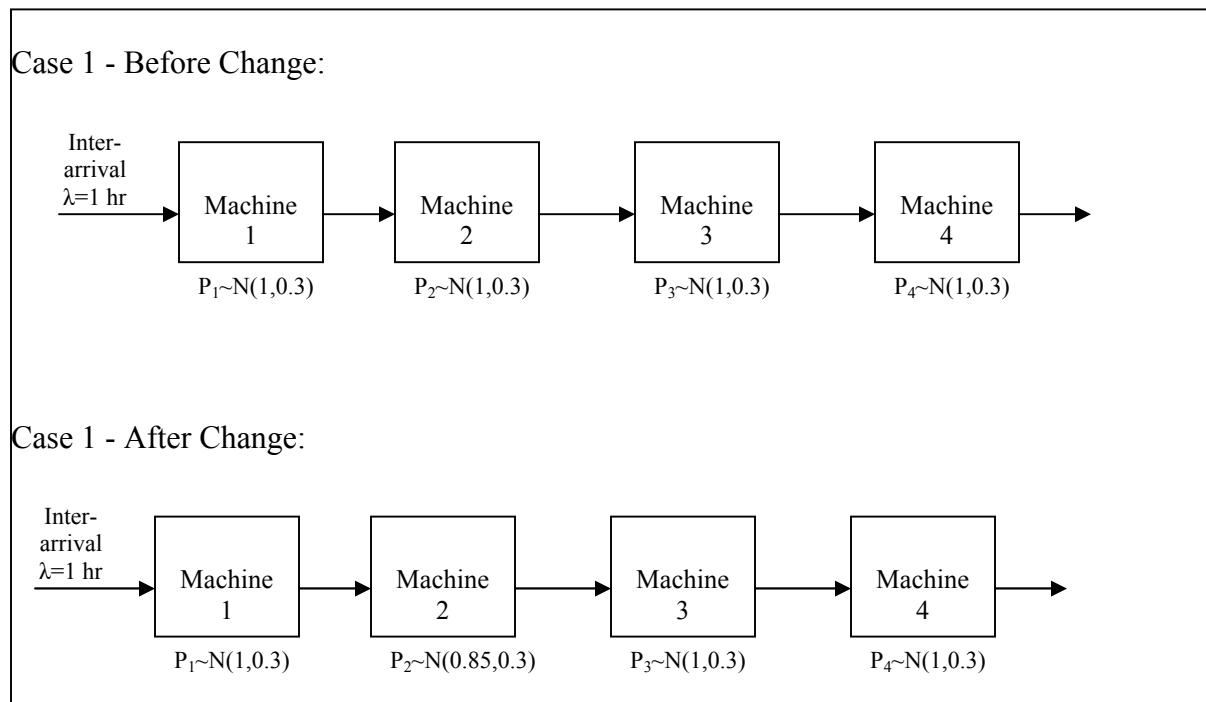 Case 1 - Before Change:
Inter-
arrival
λ=1 hr
Machine
1
Machine
2
Machine
3
Machine
4
P₁~N(1,0.3)
P₂~N(1,0.3)
P₃~N(1,0.3)
P₄~N(1,0.3)
Case 1 - After Change:
Inter-
arrival
λ=1 hr
Machine
1
Machine
2
Machine
3
Machine
4
P₁~N(1,0.3)
P₂~N(0.85,0.3)
P₃~N(1,0.3)
P₄~N(1,0.3)